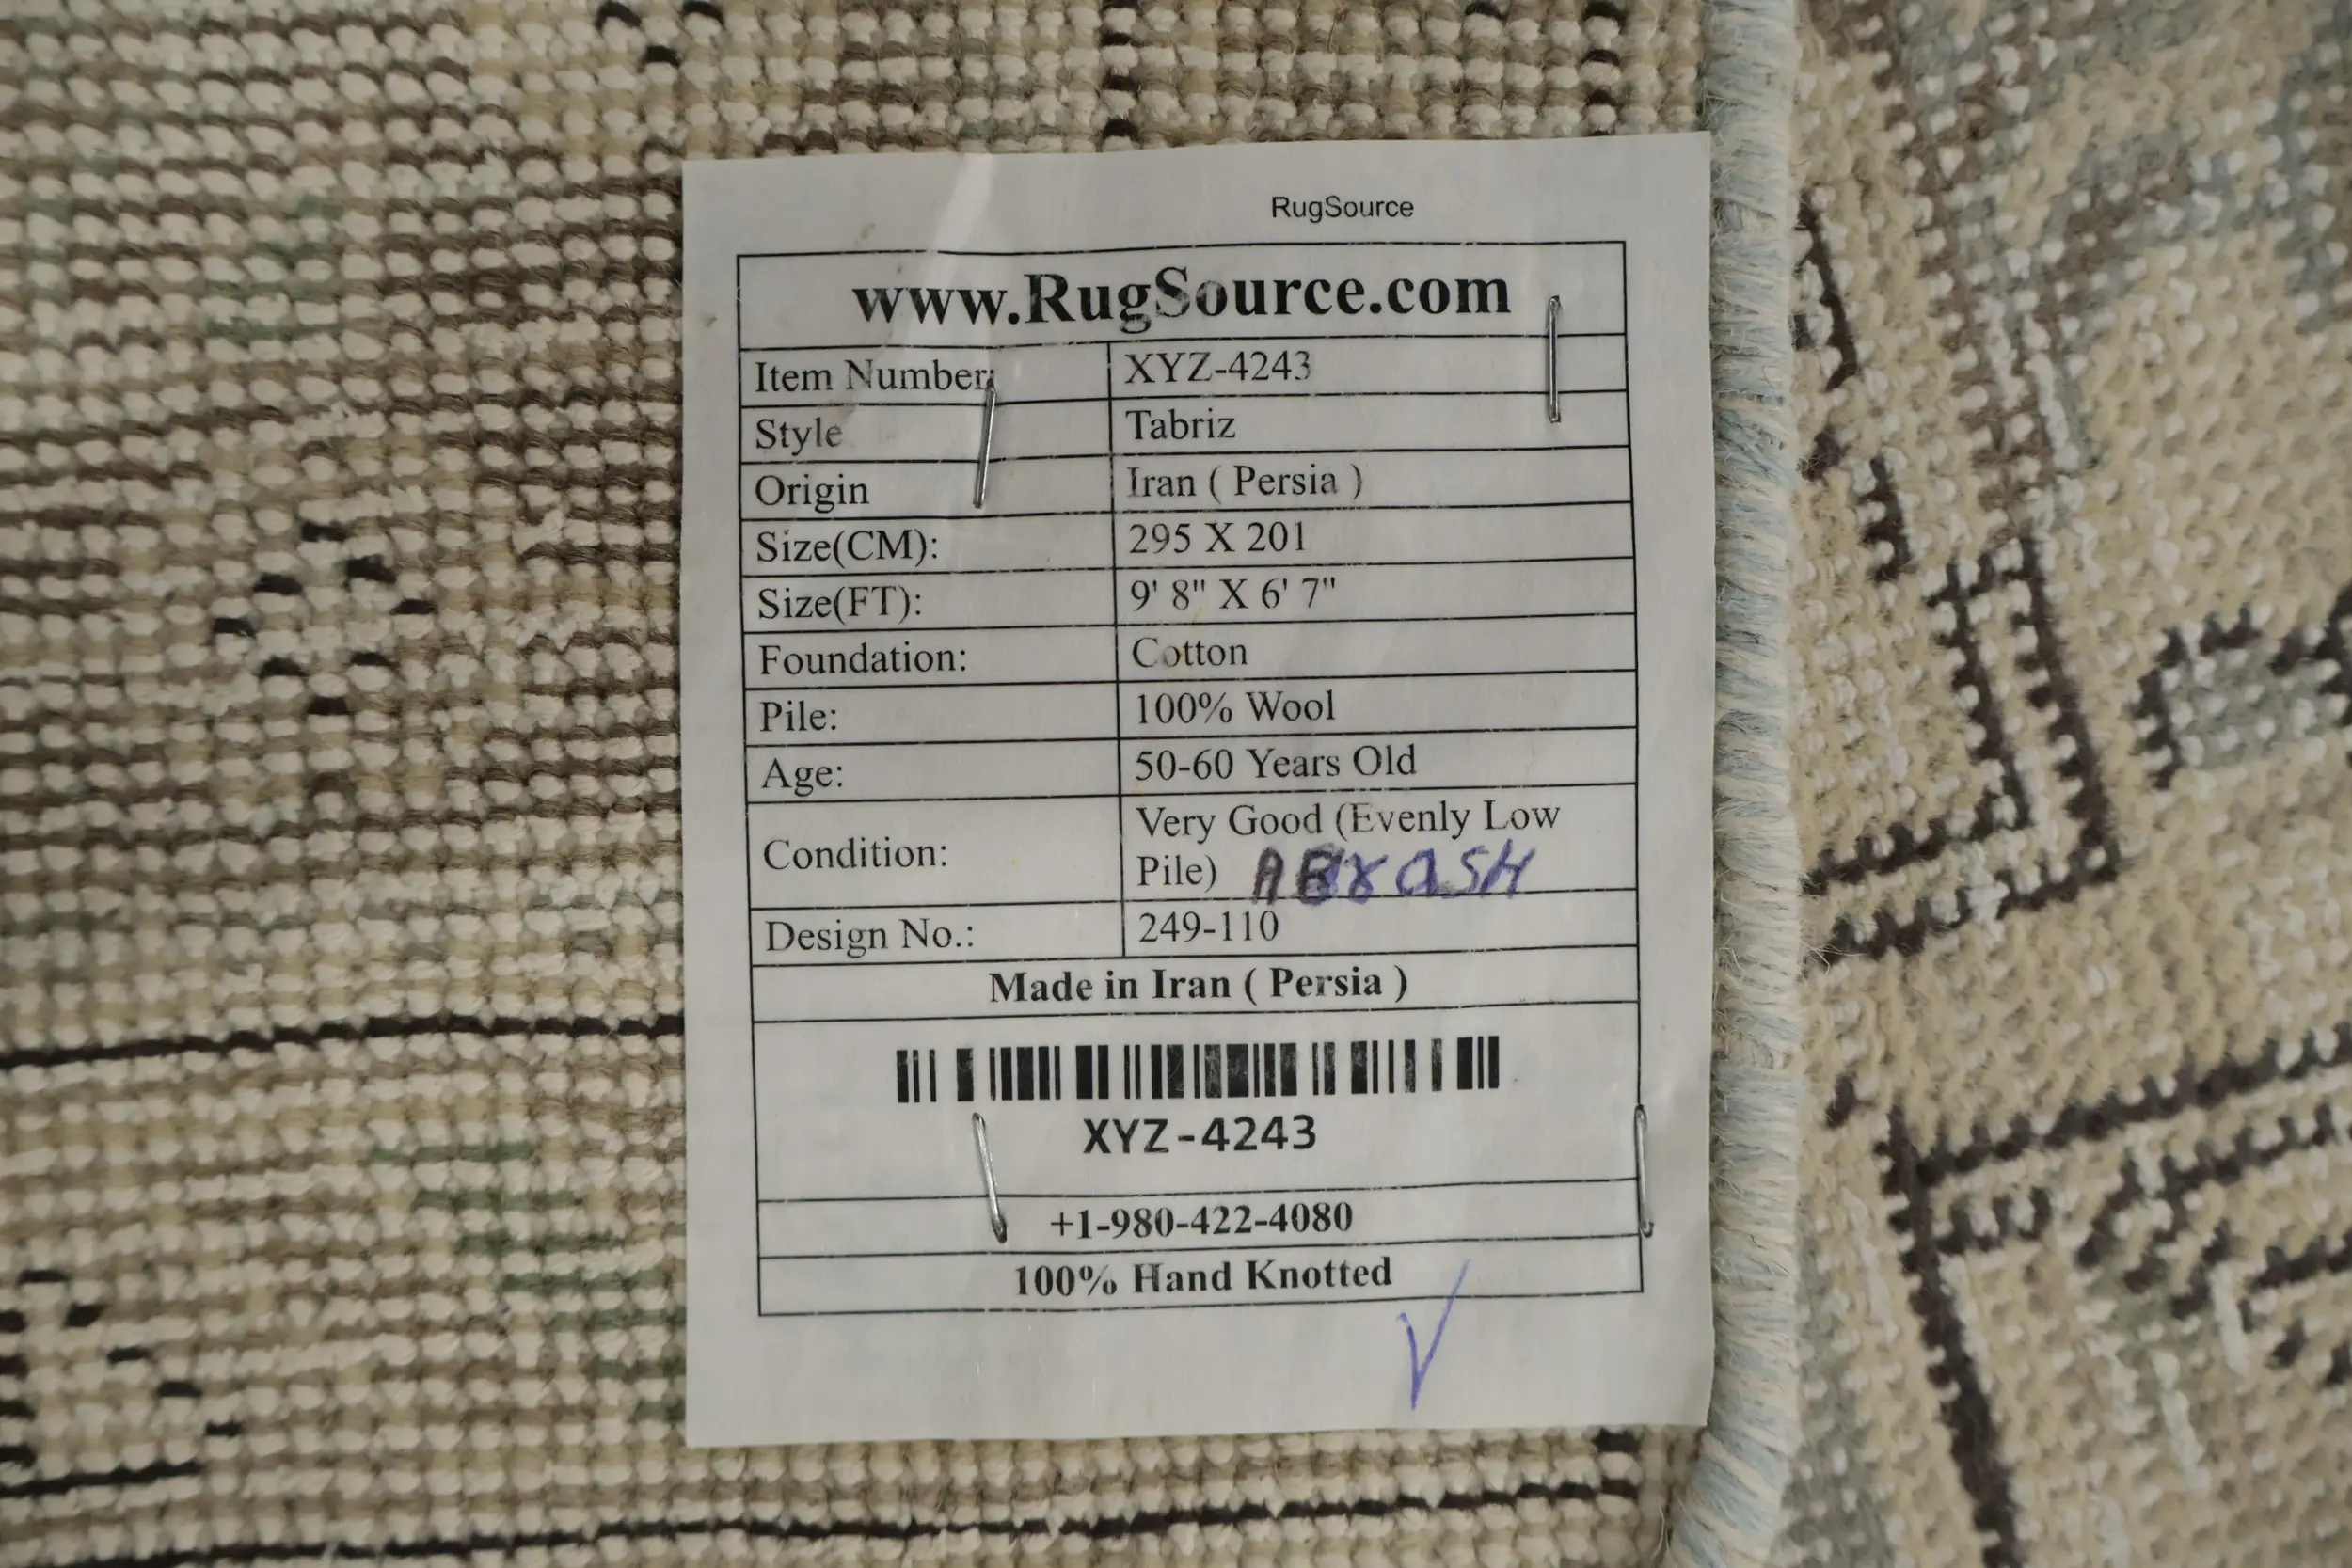 RugSource
www.RugSource.com
Item Number: XYZ-4243
Style Tabriz
Origin Iran ( Persia )
Size(CM): 295 X 201
Size(FT): 9' 8" X 6' 7"
Foundation: Cotton
Pile: 100% Wool
Age: 50-60 Years Old
Condition: Very Good (Evenly Low
Pile) ABRASH
Design No.: 249-110
Made in Iran ( Persia )
XYZ-4243
+1-980-422-4080
100% Hand Knotted